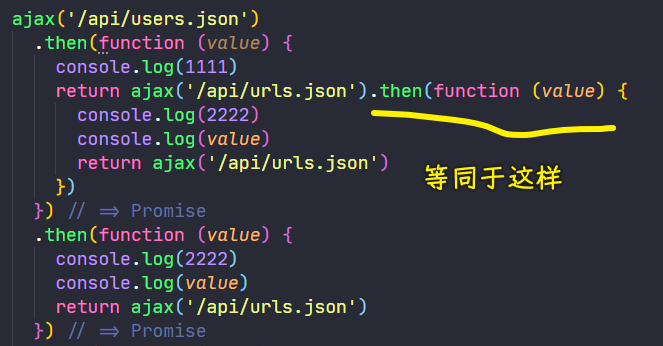 ajax('/api/users.json')
  .then(function (value) {
    console.log(1111)
    return ajax('/api/urls.json').then(function (value) {
      console.log(2222)
      console.log(value)
      return ajax('/api/urls.json')
    })
等同于这样
  }) // => Promise
  .then(function (value) {
    console.log(2222)
    console.log(value)
    return ajax('/api/urls.json')
  }) // => Promise